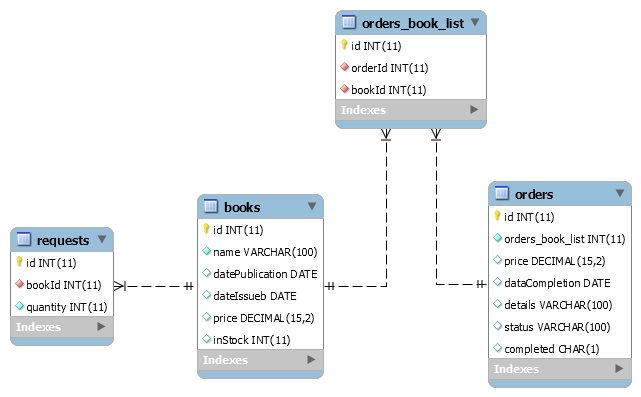 orders_book_list
id INT(11)
orderId INT(11)
bookId INT(11)
Indexes
books
id INT(11)
name VARCHAR(100)
datePublication DATE
dateIssueb DATE
price DECIMAL(15,2)
inStock INT(11)
Indexes
orders
id INT(11)
orders_book_list INT(11)
price DECIMAL(15,2)
dataCompletion DATE
details VARCHAR(100)
status VARCHAR(100)
completed CHAR(1)
Indexes
requests
id INT(11)
bookId INT(11)
quantity INT(11)
Indexes